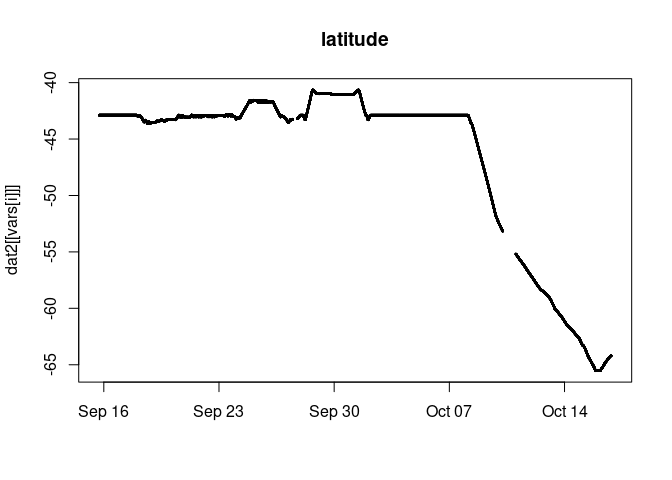 latitude
dat2[[vars[i]]]
-40
-45
-50
-55
-60
-65
Sep 16
Sep 23
Sep 30
Oct 07
Oct 14